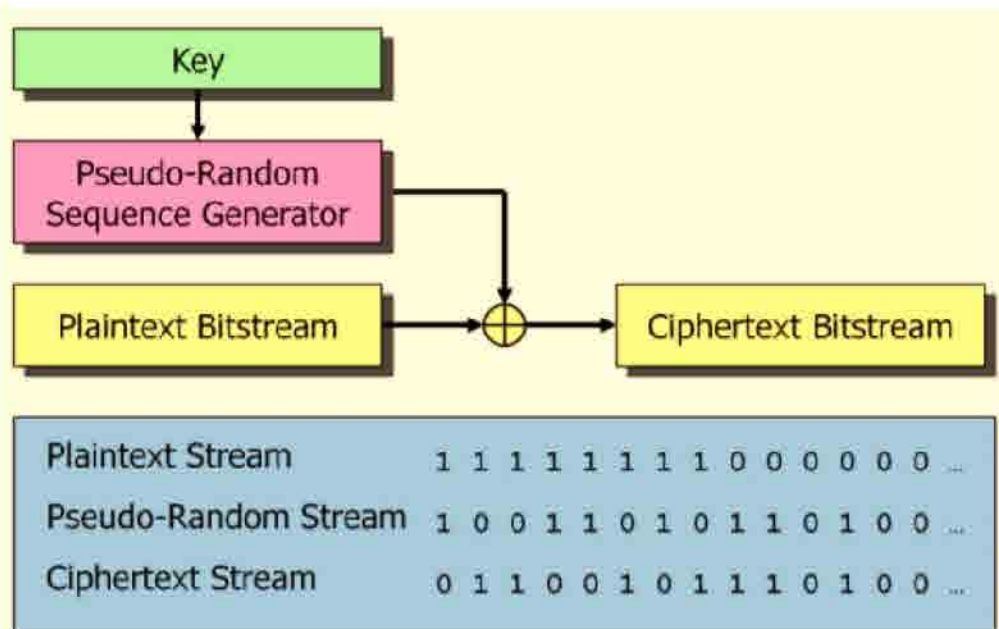 Key
Pseudo-Random
Sequence Generator
Plaintext Bitstream
Ciphertext Bitstream
Plaintext Stream 1 1 1 1 1 1 1 1 0 0 0 0 0 0 ...
Pseudo-Random Stream 1 0 0 1 1 0 1 0 1 1 0 1 0 0 ...
Ciphertext Stream 0 1 1 0 0 1 0 1 1 1 0 1 0 0 ...